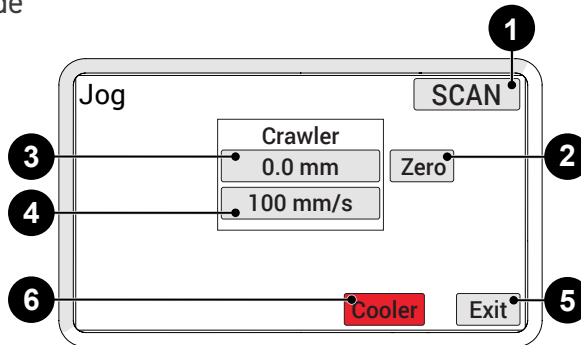 de
1
Jog
SCAN
Crawler
3
0.0 mm
Zero
2
4
100 mm/s
6
Cooler
Exit
5